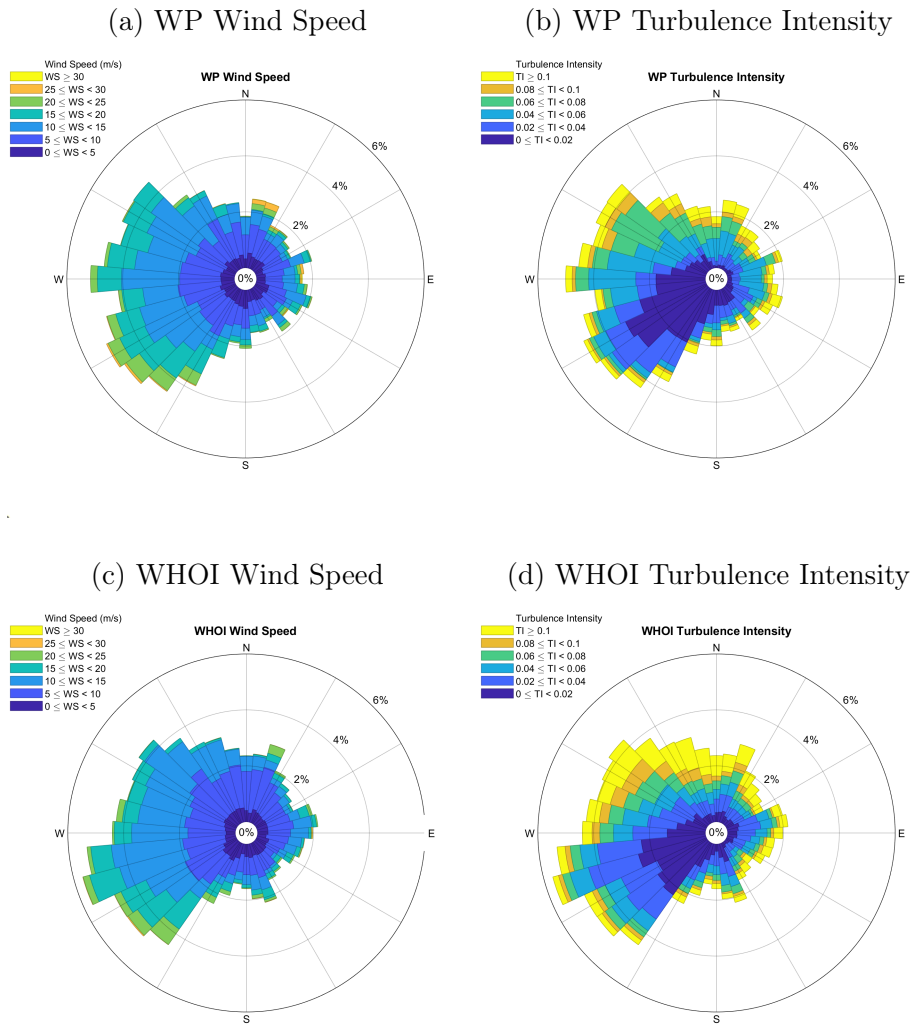 (a) WP Wind Speed
Wind Speed (m/s)
WS ≥ 30
25 ≤ WS < 30
20 ≤ WS < 25
15 ≤ WS < 20
10 ≤ WS < 15
5 ≤ WS < 10
0 ≤ WS < 5
WP Wind Speed
N
6%
4%
2%
W
0%
E
S
(b) WP Turbulence Intensity
Turbulence Intensity
TI ≥ 0.1
0.08 ≤ TI < 0.1
0.06 ≤ TI < 0.08
0.04 ≤ TI < 0.06
0.02 ≤ TI < 0.04
0 ≤ TI < 0.02
WP Turbulence Intensity
N
6%
4%
2%
W
0%
E
S
(c) WHOI Wind Speed
Wind Speed (m/s)
WS ≥ 30
25 ≤ WS < 30
20 ≤ WS < 25
15 ≤ WS < 20
10 ≤ WS < 15
5 ≤ WS < 10
0 ≤ WS < 5
WHOI Wind Speed
N
6%
4%
2%
W
0%
E
S
(d) WHOI Turbulence Intensity
Turbulence Intensity
TI ≥ 0.1
0.08 ≤ TI < 0.1
0.06 ≤ TI < 0.08
0.04 ≤ TI < 0.06
0.02 ≤ TI < 0.04
0 ≤ TI < 0.02
WHOI Turbulence Intensity
N
6%
4%
2%
W
0%
E
S